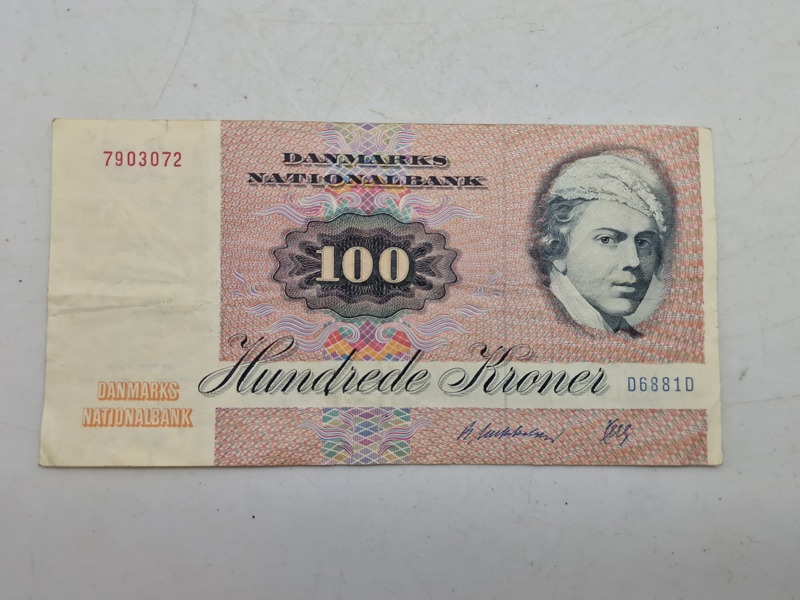 7903072
DANMARKS
NATIONALBANK
100
Hundrede Kroner
D6881D
DANMARKS
NATIONALBANK